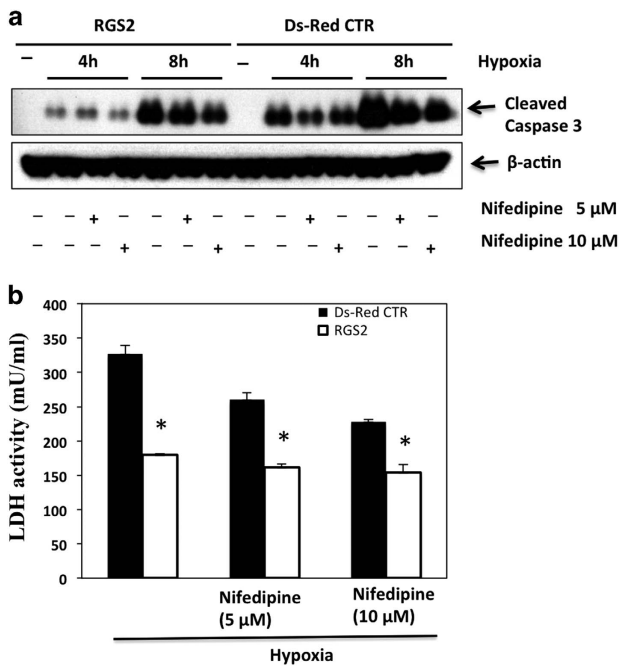 a
RGS2 Ds-Red CTR
– 4h 8h – 4h 8h Hypoxia
Cleaved
Caspase 3
β-actin
– – + – – + – – – + – – + – Nifedipine 5 µM
– – – + – – + – – – + – – + Nifedipine 10 µM
b
400
350
300
250
200
150
100
50
0
LDH activity (mU/ml)
Ds-Red CTR
RGS2
* * *
Nifedipine Nifedipine
(5 µM) (10 µM)
Hypoxia